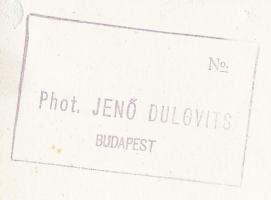 No.
Phot. JENŐ DULOVITS
BUDAPEST